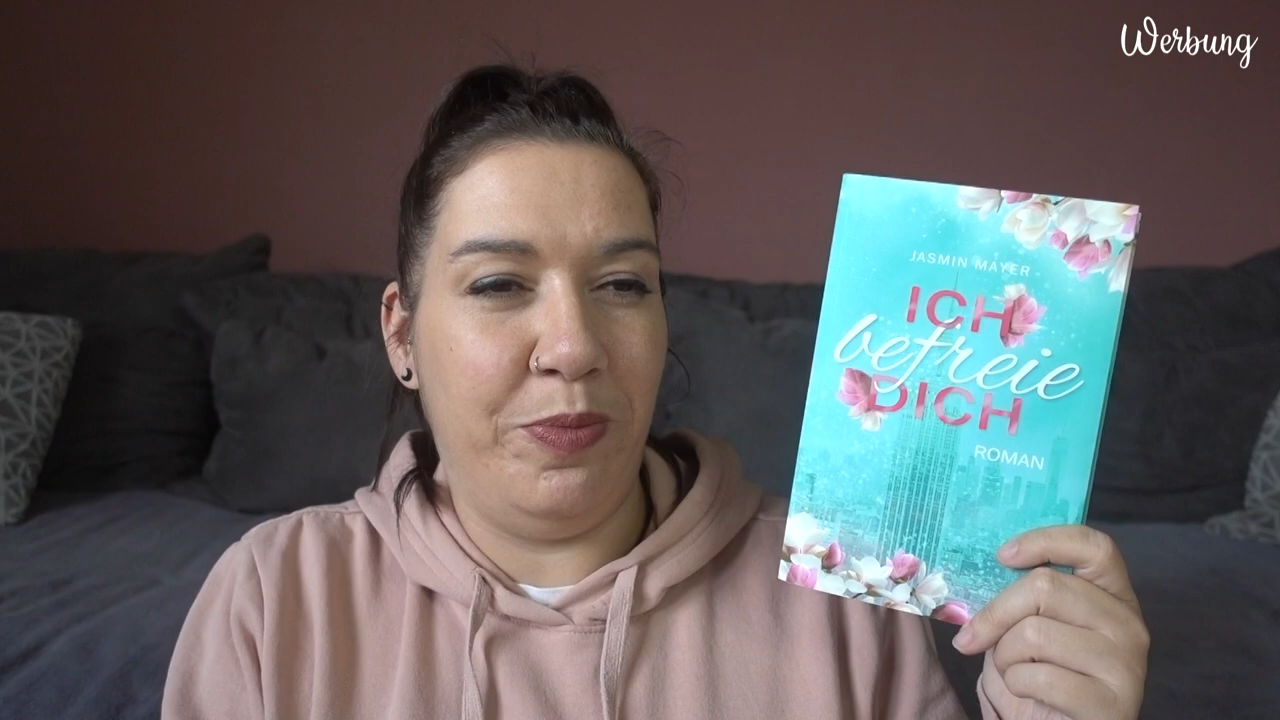 Werbung
JASMIN MAYER
ICH
befreie
DICH
ROMAN